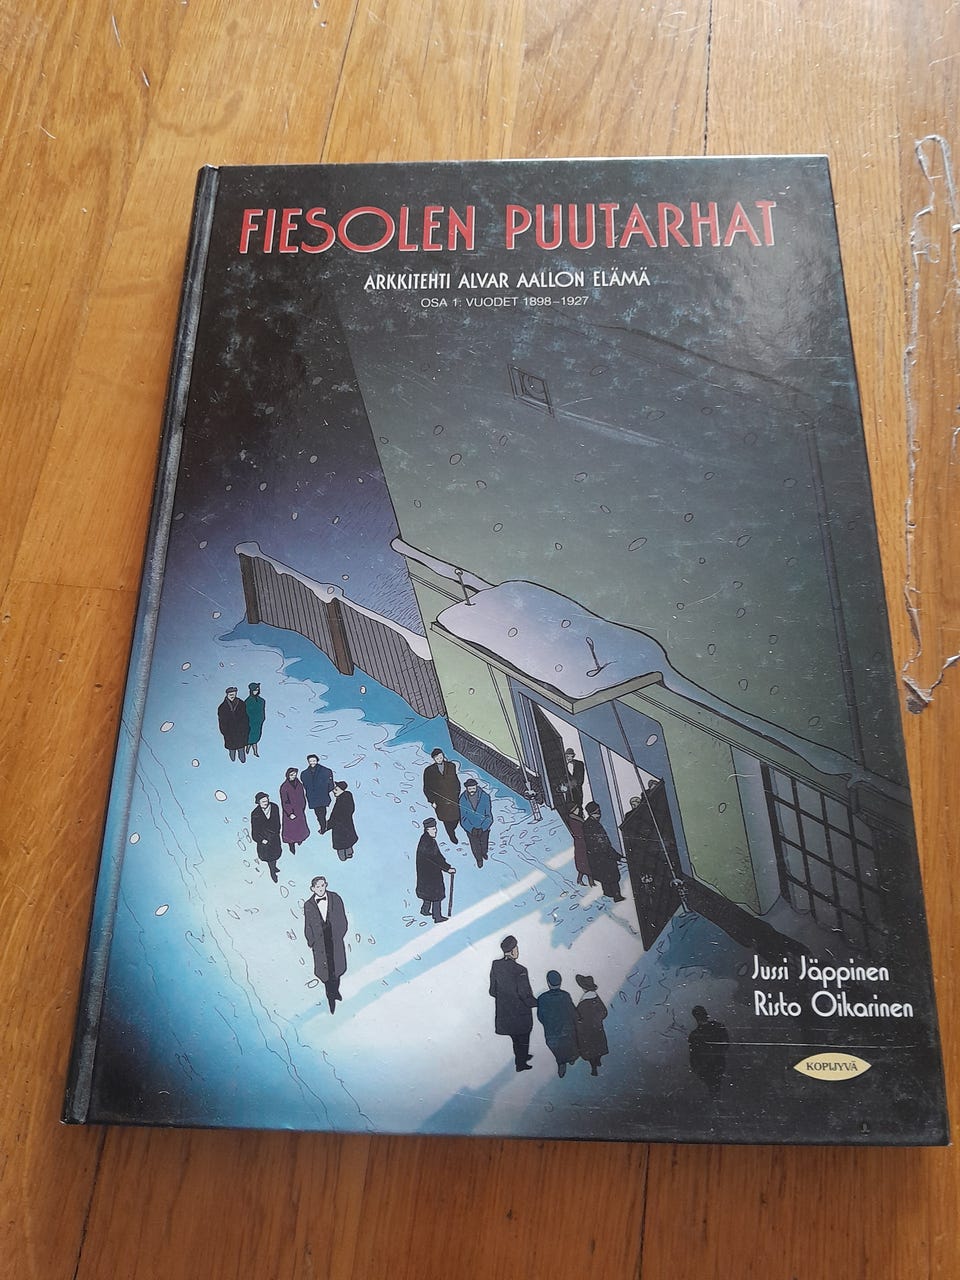 FIESOLEN PUUTARHAT
ARKKITEHTI ALVAR AALLON ELÄMÄ
OSA 1: VUODET 1898–1927
Jussi Jäppinen
Risto Oikarinen
KOPIJYVÄ